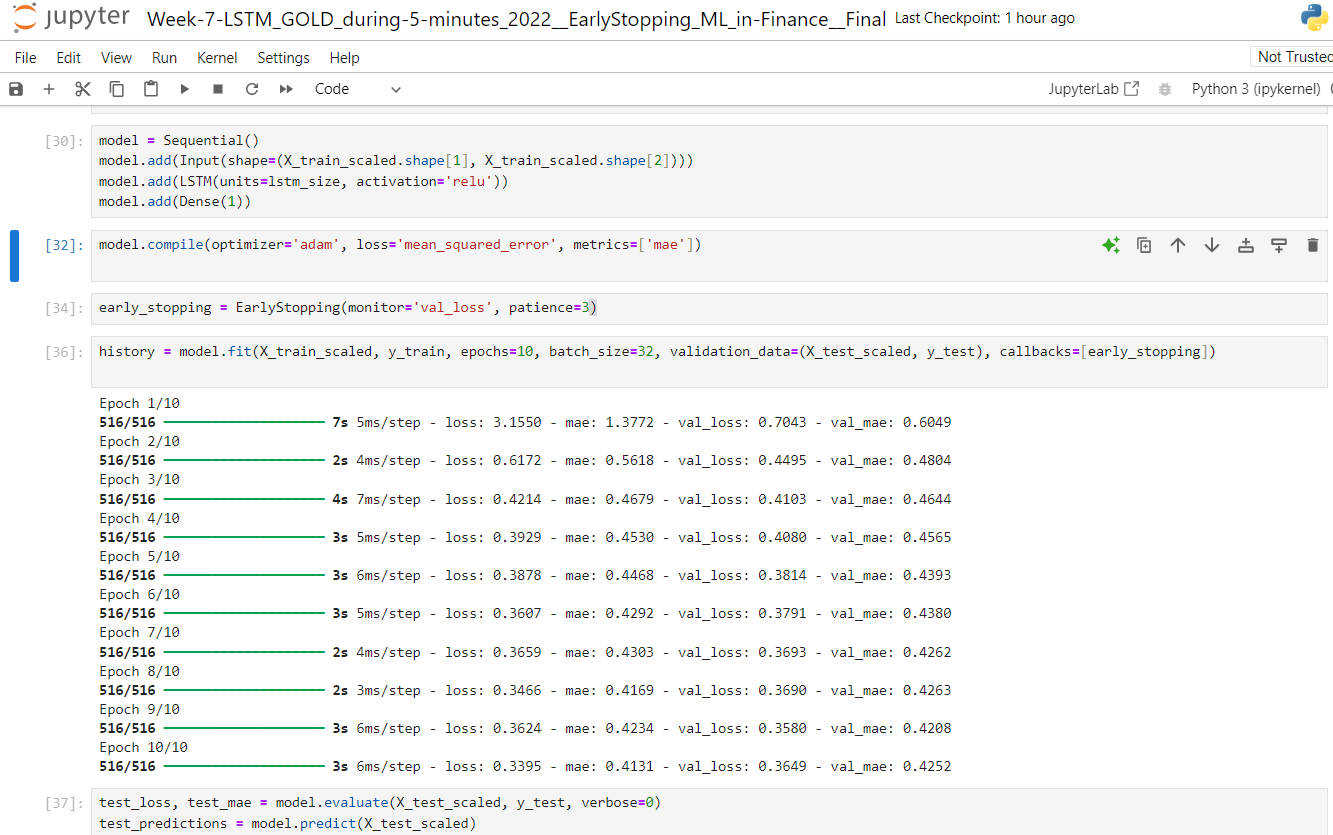 jupyter Week-7-LSTM_GOLD_during-5-minutes_2022__EarlyStopping_ML_in-Finance__Final Last Checkpoint: 1 hour ago
File Edit View Run Kernel Settings Help Not Trusted
Code JupyterLab Python 3 (ipykernel)
[30]: model = Sequential()
model.add(Input(shape=(X_train_scaled.shape[1], X_train_scaled.shape[2])))
model.add(LSTM(units=lstm_size, activation='relu'))
model.add(Dense(1))
[32]: model.compile(optimizer='adam', loss='mean_squared_error', metrics=['mae'])
[34]: early_stopping = EarlyStopping(monitor='val_loss', patience=3)
[36]: history = model.fit(X_train_scaled, y_train, epochs=10, batch_size=32, validation_data=(X_test_scaled, y_test), callbacks=[early_stopping])
Epoch 1/10
516/516 7s 5ms/step - loss: 3.1550 - mae: 1.3772 - val_loss: 0.7043 - val_mae: 0.6049
Epoch 2/10
516/516 2s 4ms/step - loss: 0.6172 - mae: 0.5618 - val_loss: 0.4495 - val_mae: 0.4804
Epoch 3/10
516/516 4s 7ms/step - loss: 0.4214 - mae: 0.4679 - val_loss: 0.4103 - val_mae: 0.4644
Epoch 4/10
516/516 3s 5ms/step - loss: 0.3929 - mae: 0.4530 - val_loss: 0.4080 - val_mae: 0.4565
Epoch 5/10
516/516 3s 6ms/step - loss: 0.3878 - mae: 0.4468 - val_loss: 0.3814 - val_mae: 0.4393
Epoch 6/10
516/516 3s 5ms/step - loss: 0.3607 - mae: 0.4292 - val_loss: 0.3791 - val_mae: 0.4380
Epoch 7/10
516/516 2s 4ms/step - loss: 0.3659 - mae: 0.4303 - val_loss: 0.3693 - val_mae: 0.4262
Epoch 8/10
516/516 2s 3ms/step - loss: 0.3466 - mae: 0.4169 - val_loss: 0.3690 - val_mae: 0.4263
Epoch 9/10
516/516 3s 6ms/step - loss: 0.3624 - mae: 0.4234 - val_loss: 0.3580 - val_mae: 0.4208
Epoch 10/10
516/516 3s 6ms/step - loss: 0.3395 - mae: 0.4131 - val_loss: 0.3649 - val_mae: 0.4252
[37]: test_loss, test_mae = model.evaluate(X_test_scaled, y_test, verbose=0)
test_predictions = model.predict(X_test_scaled)